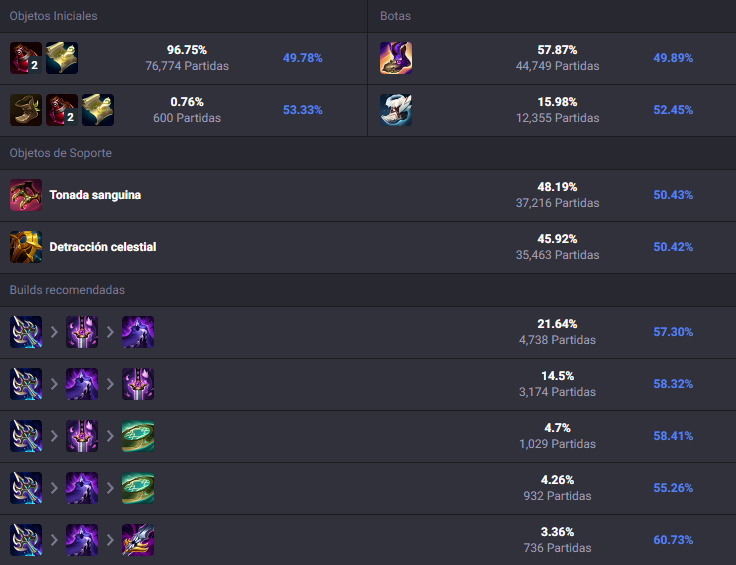 Objetos Iniciales
2
96.75%
76,774 Partidas
49.78%
2
0.76%
600 Partidas
53.33%
Botas
57.87%
44,749 Partidas
49.89%
15.98%
12,355 Partidas
52.45%
Objetos de Soporte
Tonada sanguina
48.19%
37,216 Partidas
50.43%
Detracción celestial
45.92%
35,463 Partidas
50.42%
Builds recomendadas
21.64%
4,738 Partidas
57.30%
14.5%
3,174 Partidas
58.32%
4.7%
1,029 Partidas
58.41%
4.26%
932 Partidas
55.26%
3.36%
736 Partidas
60.73%